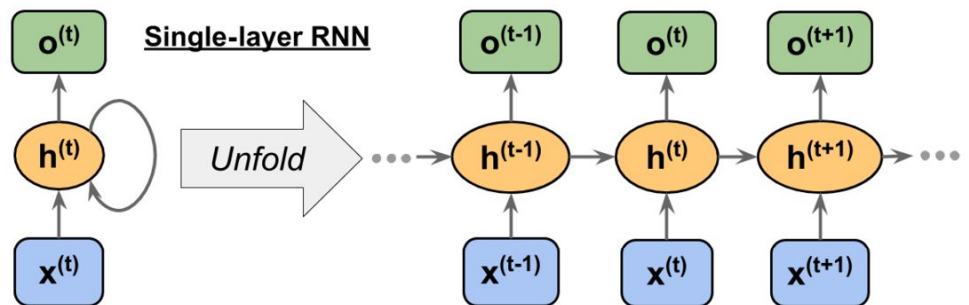 o(t) Single-layer RNN o(t-1) o(t) o(t+1)
h(t) Unfold h(t-1) h(t) h(t+1)
x(t) x(t-1) x(t) x(t+1)